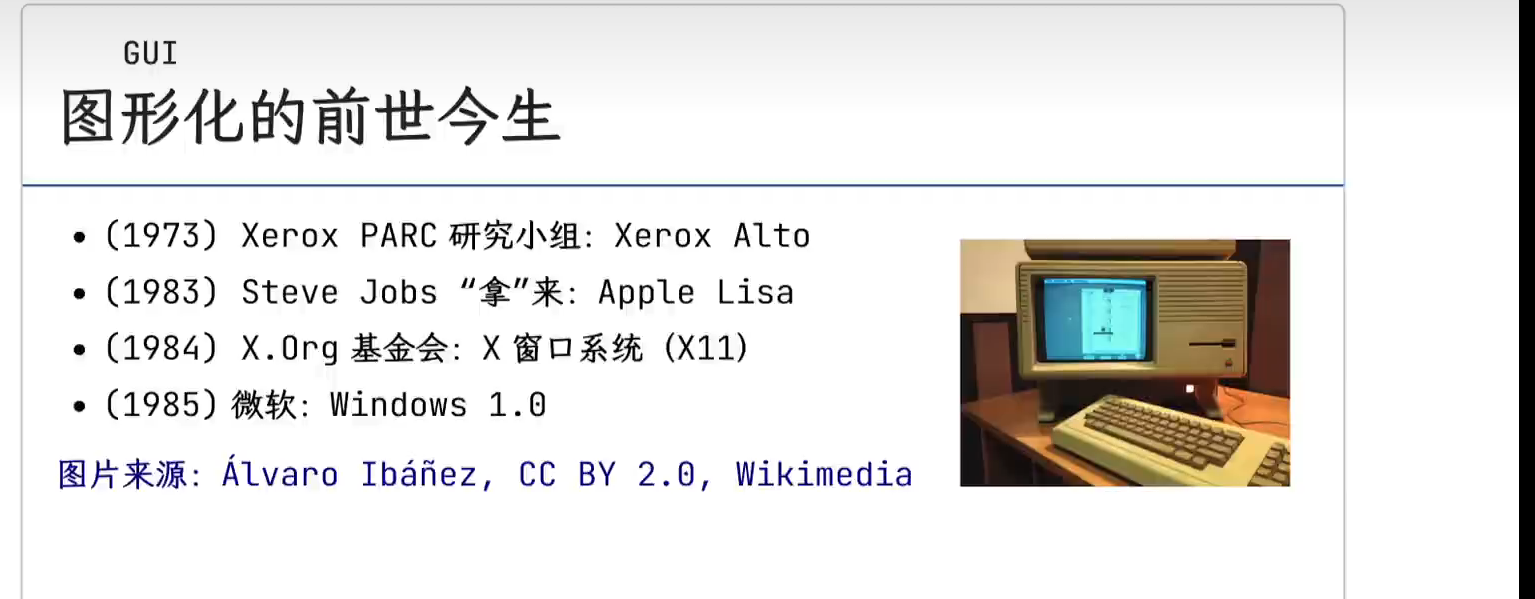 GUI
图形化的前世今生
• (1973) Xerox PARC 研究小组: Xerox Alto
• (1983) Steve Jobs “拿”来: Apple Lisa
• (1984) X.Org 基金会: X 窗口系统 (X11)
• (1985) 微软: Windows 1.0
图片来源: Álvaro Ibáñez, CC BY 2.0, Wikimedia